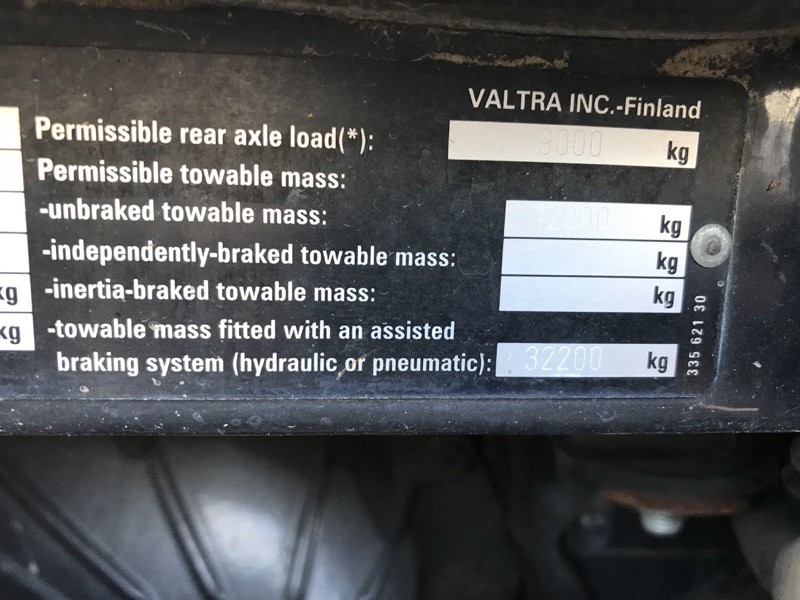 VALTRA INC.-Finland
Permissible rear axle load(*): 9000 kg
Permissible towable mass:
-unbraked towable mass: 2000 kg
-independently-braked towable mass: kg
kg -inertia-braked towable mass: kg
kg -towable mass fitted with an assisted
braking system (hydraulic or pneumatic): 32200 kg
335 621 30